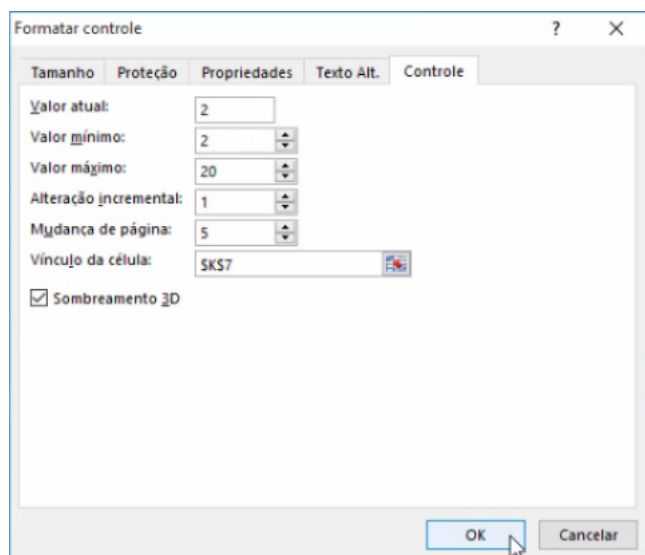 Formatar controle ? X
Tamanho Proteção Propriedades Texto Alt. Controle
Valor atual: 2
Valor mínimo: 2
Valor máximo: 20
Alteração incremental: 1
Mudança de página: 5
Vínculo da célula: $K$7
Sombreamento 3D
OK Cancelar